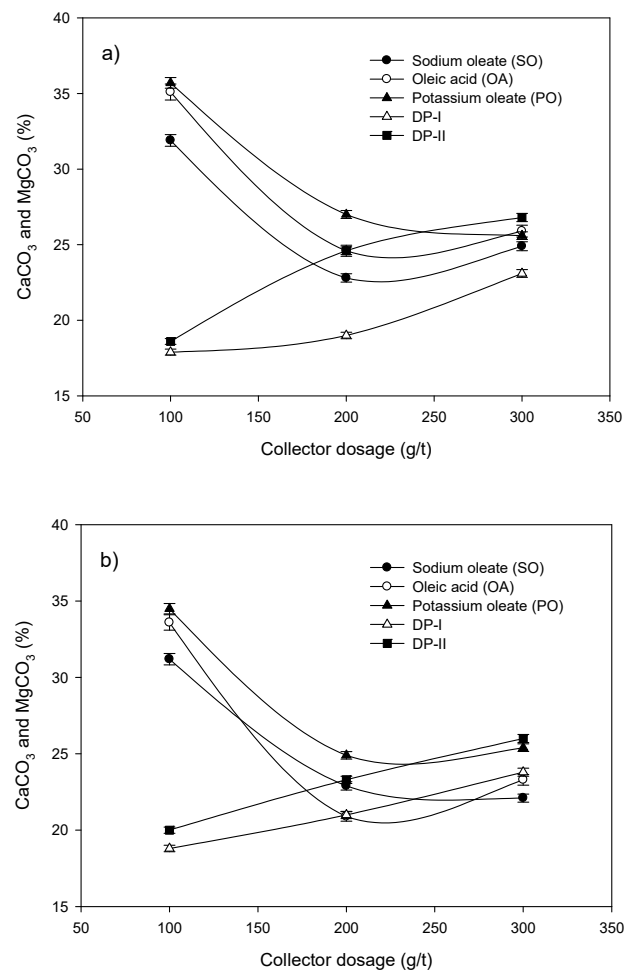 a)
Sodium oleate (SO)
Oleic acid (OA)
Potassium oleate (PO)
DP-I
DP-II
CaCO₃ and MgCO₃ (%)
40
35
30
25
20
15
50 100 150 200 250 300 350
Collector dosage (g/t)
b)
Sodium oleate (SO)
Oleic acid (OA)
Potassium oleate (PO)
DP-I
DP-II
CaCO₃ and MgCO₃ (%)
40
35
30
25
20
15
50 100 150 200 250 300 350
Collector dosage (g/t)